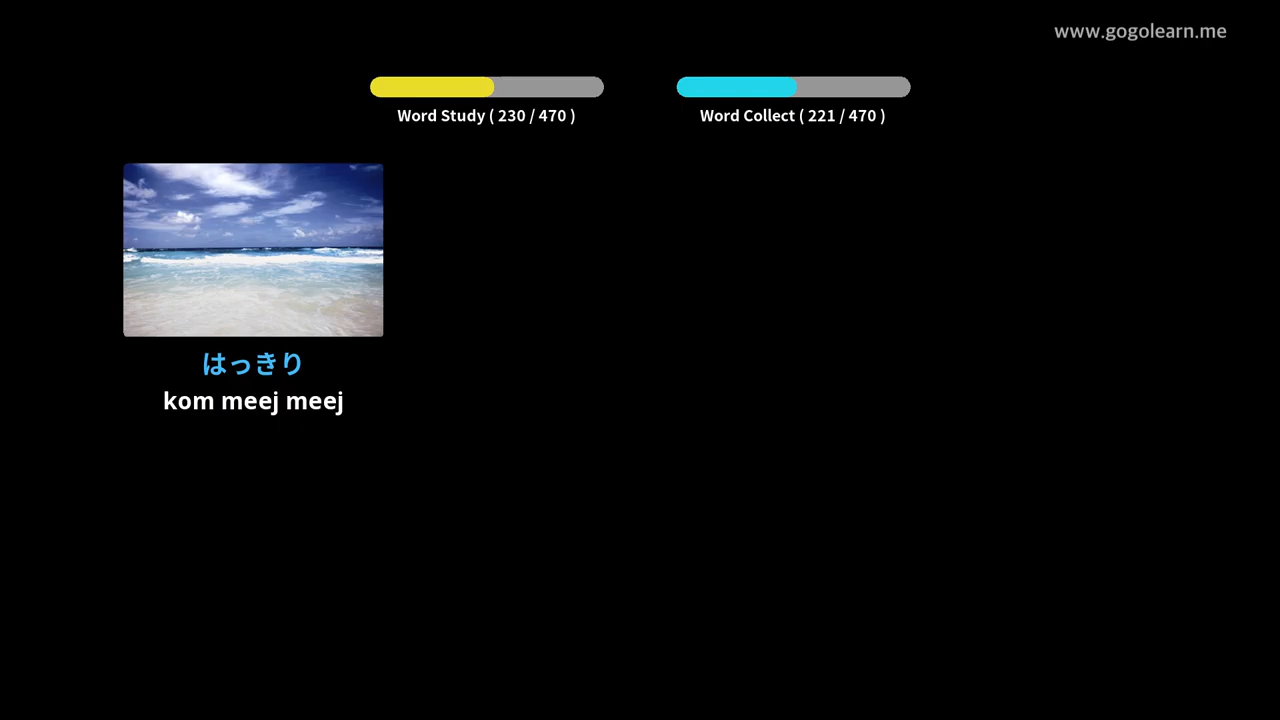 www.gogolearn.me
Word Study ( 230 / 470 )
Word Collect ( 221 / 470 )
はっきり
kom meej meej